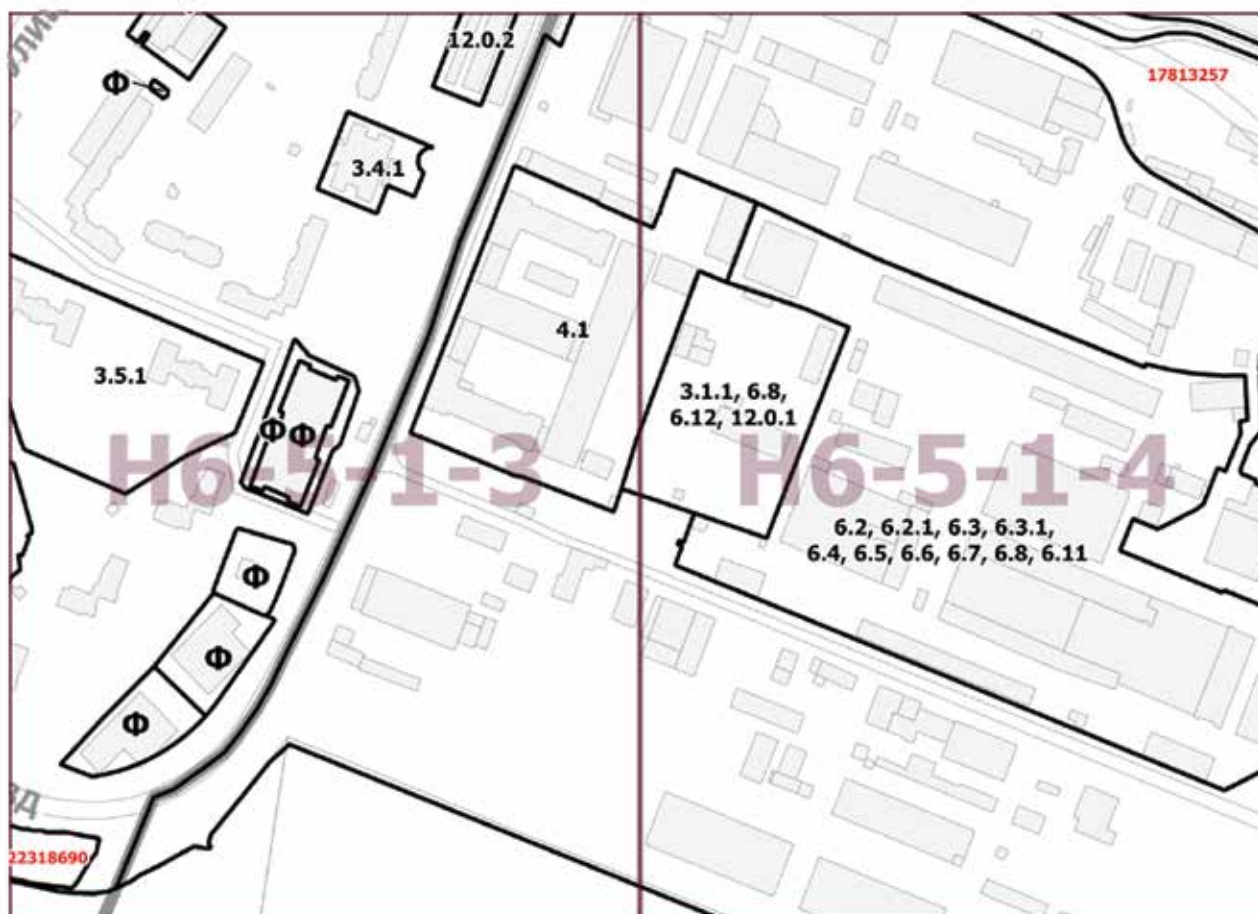 12.0.2
17813257
Ф
3.4.1
4.1
3.5.1
3.1.1, 6.8,
6.12, 12.0.1
Ф Ф
Н6-5-1-3
Н6-5-1-4
6.2, 6.2.1, 6.3, 6.3.1,
6.4, 6.5, 6.6, 6.7, 6.8, 6.11
Ф
Ф
Ф
22318690